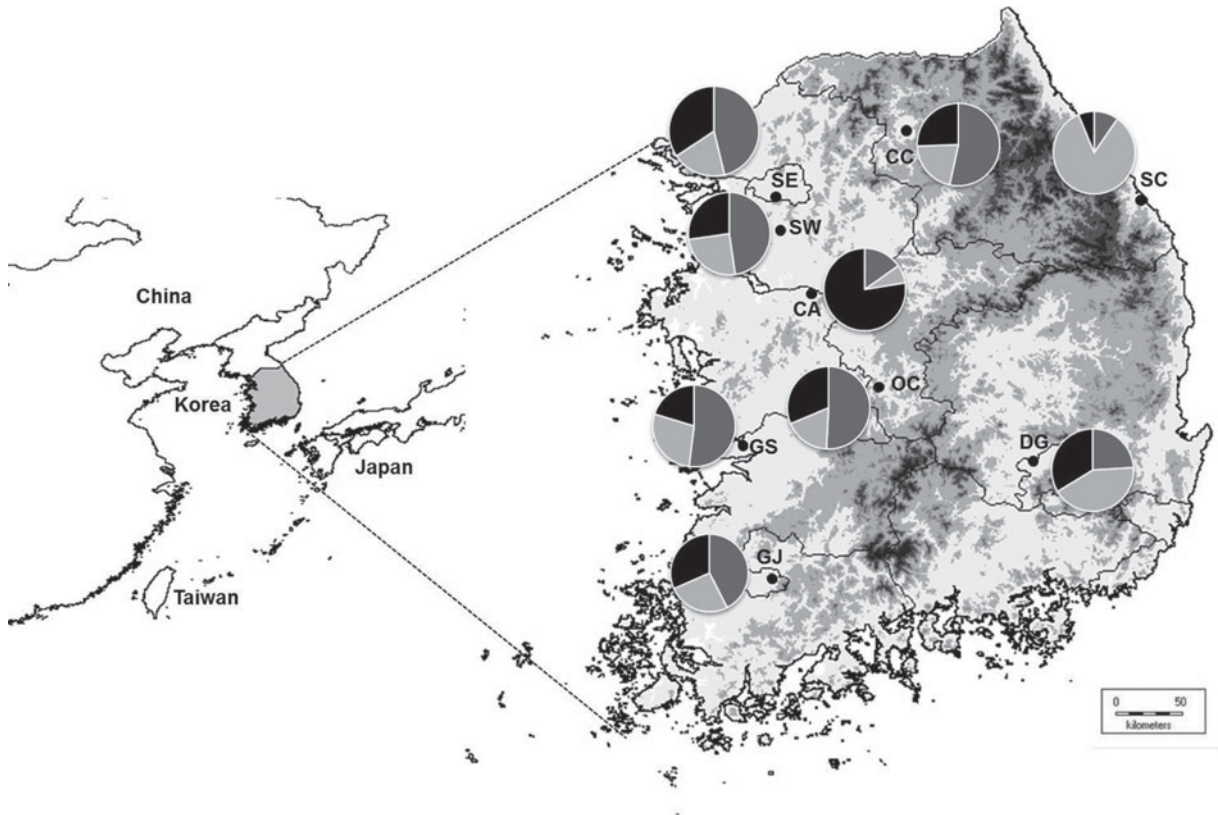 China
Korea
Japan
Taiwan
CC
SC
SE
SW
CA
OC
GS
DG
GJ
0 50
kilometers